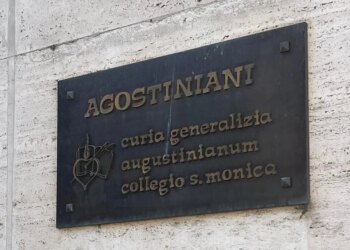 AGOSTINIANI
curia generalizia
augustinianum
collegio s. monica